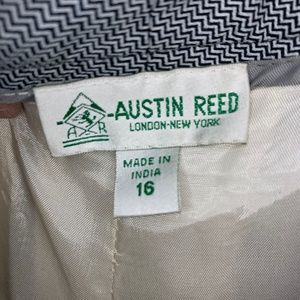 A R
AUSTIN REED
LONDON-NEW YORK
MADE IN
INDIA
16